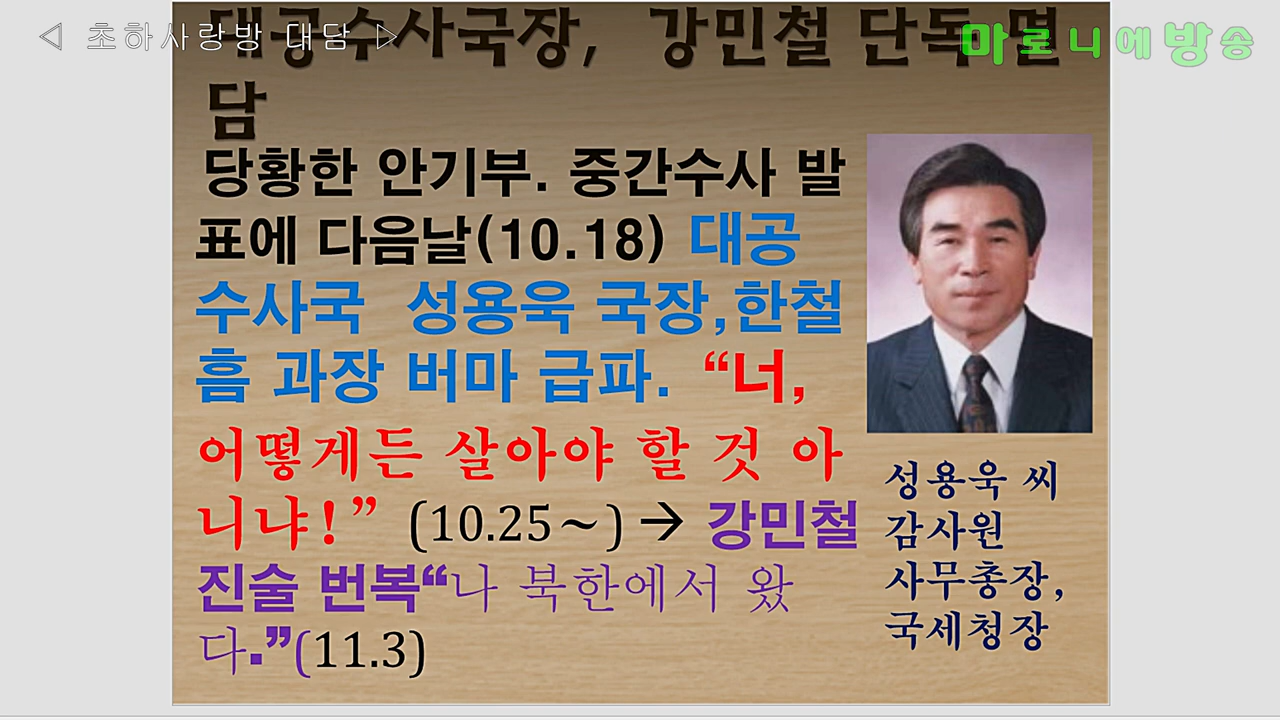 ◁ 초하사랑방 대담 ▷
마로니에방송
대공수사국장, 강민철 단독 면
담
당황한 안기부. 중간수사 발
표에 다음날(10.18) 대공
수사국 성용욱 국장,한철
흠 과장 버마 급파. “너,
어떻게든 살아야 할 것 아
니냐!” (10.25~) → 강민철
진술 번복“나 북한에서 왔
다.”(11.3)
성용욱 씨
감사원
사무총장,
국세청장